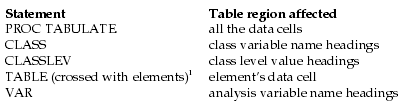 Statement Table region affected
PROC TABULATE all the data cells
CLASS class variable name headings
CLASSLEV class level value headings
TABLE (crossed with elements)¹ element's data cell
VAR analysis variable name headings